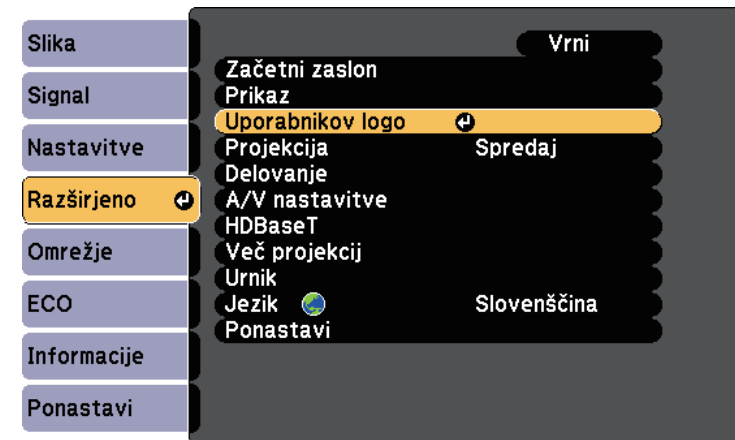 Slika
Signal
Nastavitve
Razširjeno
Omrežje
ECO
Informacije
Ponastavi
Vrni
Začetni zaslon
Prikaz
Uporabnikov logo
Projekcija Spredaj
Delovanje
A/V nastavitve
HDBaseT
Več projekcij
Urnik
Jezik Slovenščina
Ponastavi